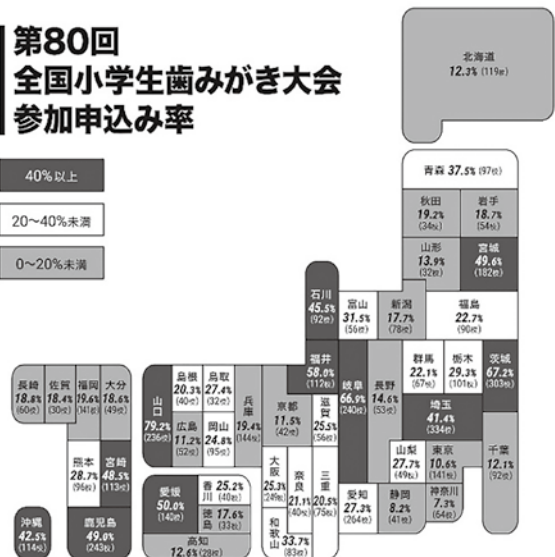 第80回
全国小学生歯みがき大会
参加申込み率
40%以上
20〜40%未満
0〜20%未満
北海道
12.3% (119校)
青森 37.5% (97校)
秋田
19.2%
(34校)
岩手
18.7%
(54校)
山形
13.9%
(32校)
宮城
49.6%
(182校)
石川
45.5%
(92校)
富山
31.5%
(56校)
新潟
17.7%
(78校)
福島
22.7%
(90校)
福井
58.0%
(112校)
岐阜
66.9%
(240校)
長野
14.6%
(53校)
群馬
22.1%
(67校)
栃木
29.3%
(101校)
茨城
67.2%
(303校)
埼玉
41.4%
(334校)
山梨
27.7%
(49校)
東京
10.6%
(141校)
千葉
12.1%
(92校)
愛知
27.3%
(264校)
静岡
8.2%
(41校)
神奈川
7.3%
(64校)
長崎
18.8%
(60校)
佐賀
18.4%
(30校)
福岡
19.6%
(141校)
大分
18.6%
(49校)
熊本
28.7%
(96校)
宮崎
48.5%
(113校)
沖縄
42.5%
(114校)
鹿児島
49.0%
(243校)
山口
79.2%
(236校)
島根
20.3%
(40校)
鳥取
27.4%
(32校)
広島
11.2%
(52校)
岡山
24.8%
(95校)
兵庫
19.4%
(144校)
京都
11.5%
(42校)
滋賀
25.5%
(56校)
大阪
25.3%
(249校)
奈良
21.1%
(40校)
三重
20.5%
(75校)
和歌山
33.7%
(83校)
愛媛
50.0%
(140校)
香川 25.2%
(40校)
徳島 17.6%
(33校)
高知
12.6% (28校)